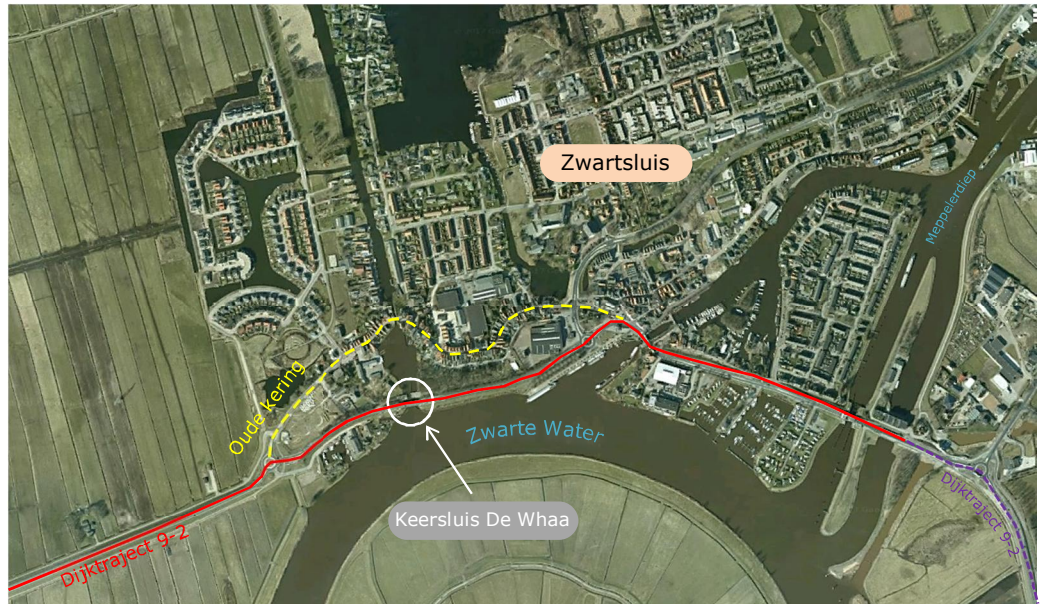 Zwartsluis
Meppelerdiep
Oude kering
Zwarte Water
Keersluis De Whaa
Dijktraject 9-2
Dijktraject 9-2